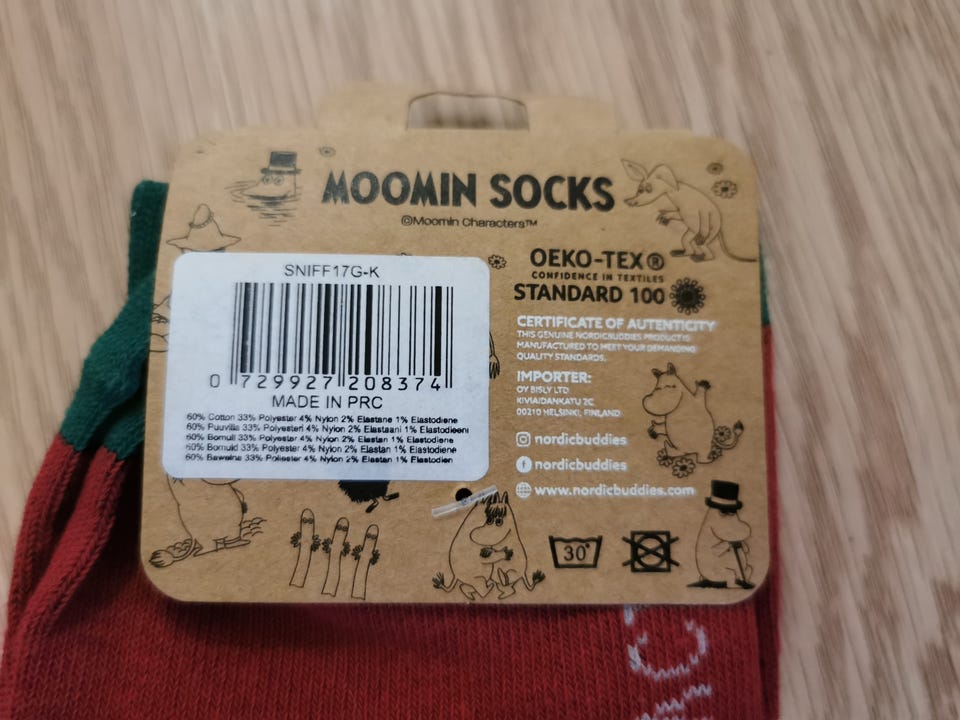 MOOMIN SOCKS
©Moomin Characters™
SNIFF17G-K
0 729927 208374
MADE IN PRC
60% Cotton 33% Polyester 4% Nylon 2% Elastane 1% Elastodiene
60% Puuvilla 33% Polyesteri 4% Nylon 2% Elastaani 1% Elastodieeni
60% Bomull 33% Polyester 4% Nylon 2% Elastan 1% Elastodiene
60% Bomuld 33% Polyester 4% Nylon 2% Elastan 1% Elastodiene
60% Bawełna 33% Poliester 4% Nylon 2% Elastan 1% Elastodien
OEKO-TEX®
CONFIDENCE IN TEXTILES
STANDARD 100
CERTIFICATE OF AUTENTICITY
THIS GENUINE NORDICBUDDIES PRODUCT IS
MANUFACTURED TO MEET YOUR DEMANDING
QUALITY STANDARDS.
IMPORTER:
OY BISLY LTD
KIVIAIDANKATU 2C
00210 HELSINKI, FINLAND
nordicbuddies
nordicbuddies
www.nordicbuddies.com
30°